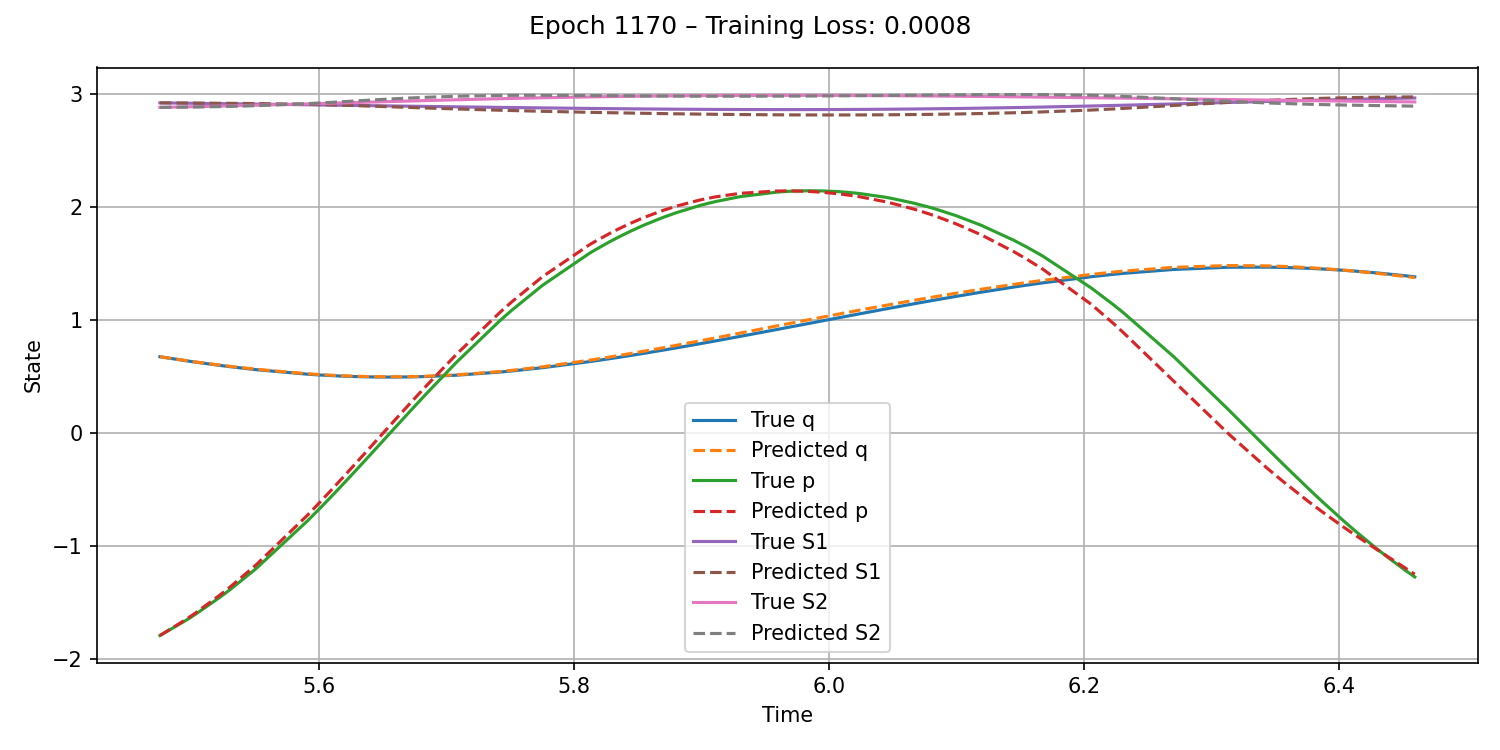 Epoch 1170 – Training Loss: 0.0008
3
2
1
0
−1
−2
State
True q
Predicted q
True p
Predicted p
True S1
Predicted S1
True S2
Predicted S2
5.6 5.8 6.0 6.2 6.4
Time